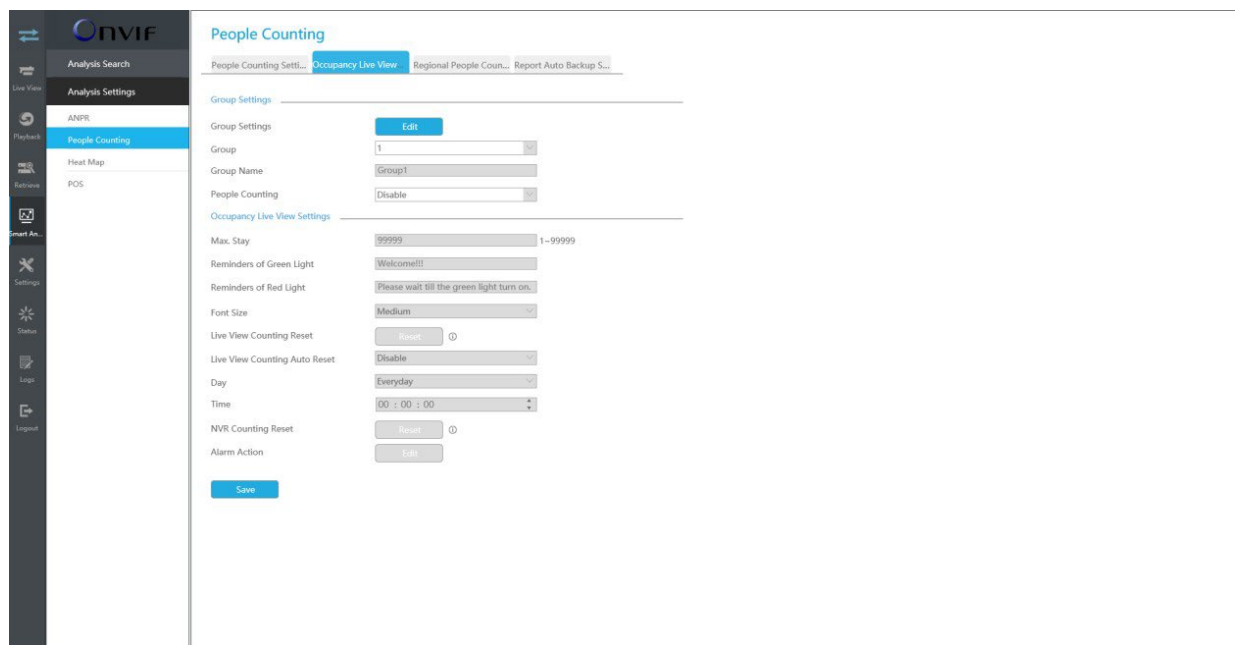 Onvif
Live View
Playback
Retrieve
Smart An...
Settings
Status
Logs
Logout
Analysis Search
Analysis Settings
ANPR
People Counting
Heat Map
POS
People Counting
People Counting Setti... Occupancy Live View... Regional People Coun... Report Auto Backup S...
Group Settings
Group Settings Edit
Group 1
Group Name Group1
People Counting Disable
Occupancy Live View Settings
Max. Stay 99999 1~99999
Reminders of Green Light Welcome!!!
Reminders of Red Light Please wait till the green light turn on.
Font Size Medium
Live View Counting Reset Reset
Live View Counting Auto Reset Disable
Day Everyday
Time 00 : 00 : 00
NVR Counting Reset Reset
Alarm Action Edit
Save